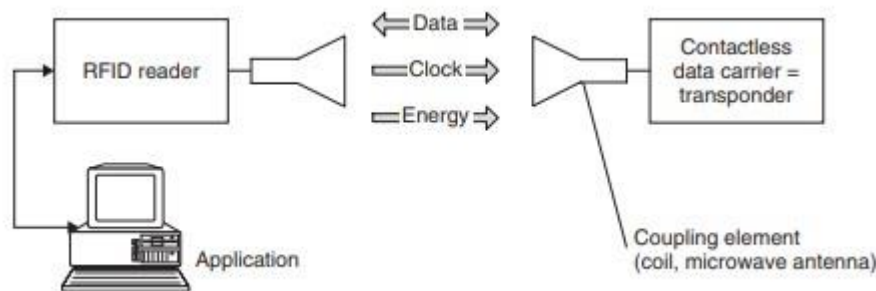 Data
RFID reader
Clock
Energy
Contactless
data carrier =
transponder
Application
Coupling element
(coil, microwave antenna)